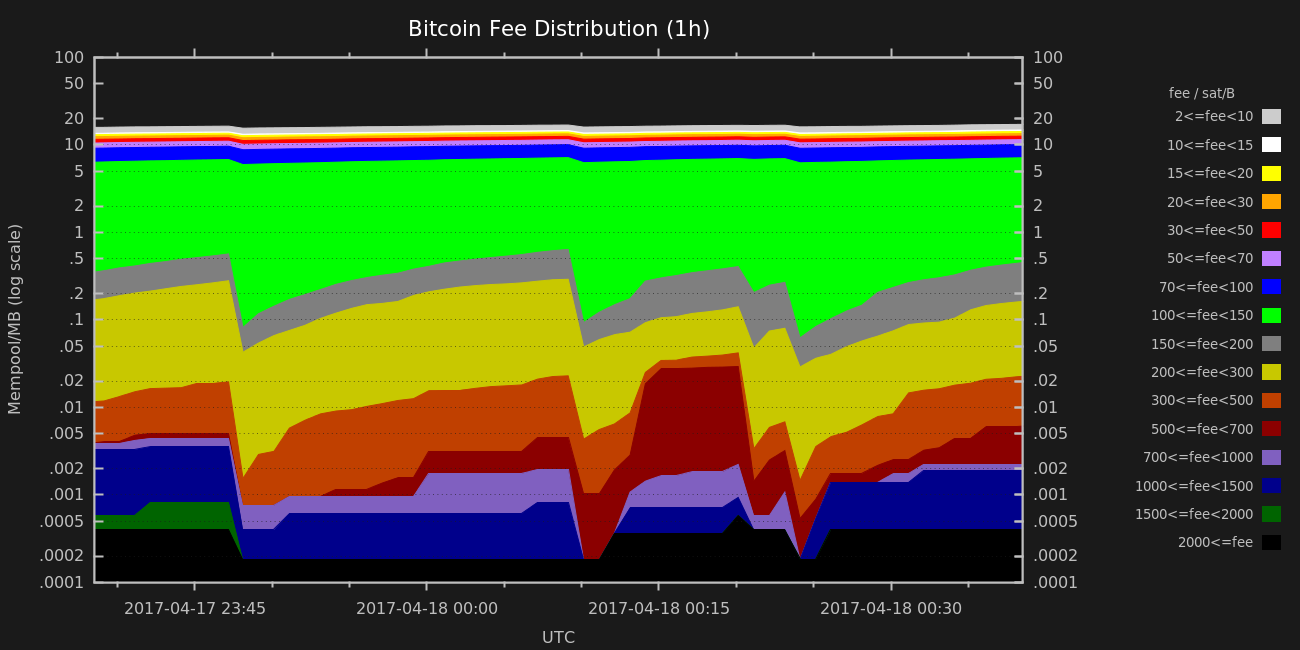 Bitcoin Fee Distribution (1h)
Mempool/MB (log scale)
100
50
20
10
5
2
1
.5
.2
.1
.05
.02
.01
.005
.002
.001
.0005
.0002
.0001
100
50
20
10
5
2
1
.5
.2
.1
.05
.02
.01
.005
.002
.001
.0005
.0002
.0001
2017-04-17 23:45
2017-04-18 00:00
2017-04-18 00:15
2017-04-18 00:30
UTC
fee / sat/B
2<=fee<10
10<=fee<15
15<=fee<20
20<=fee<30
30<=fee<50
50<=fee<70
70<=fee<100
100<=fee<150
150<=fee<200
200<=fee<300
300<=fee<500
500<=fee<700
700<=fee<1000
1000<=fee<1500
1500<=fee<2000
2000<=fee